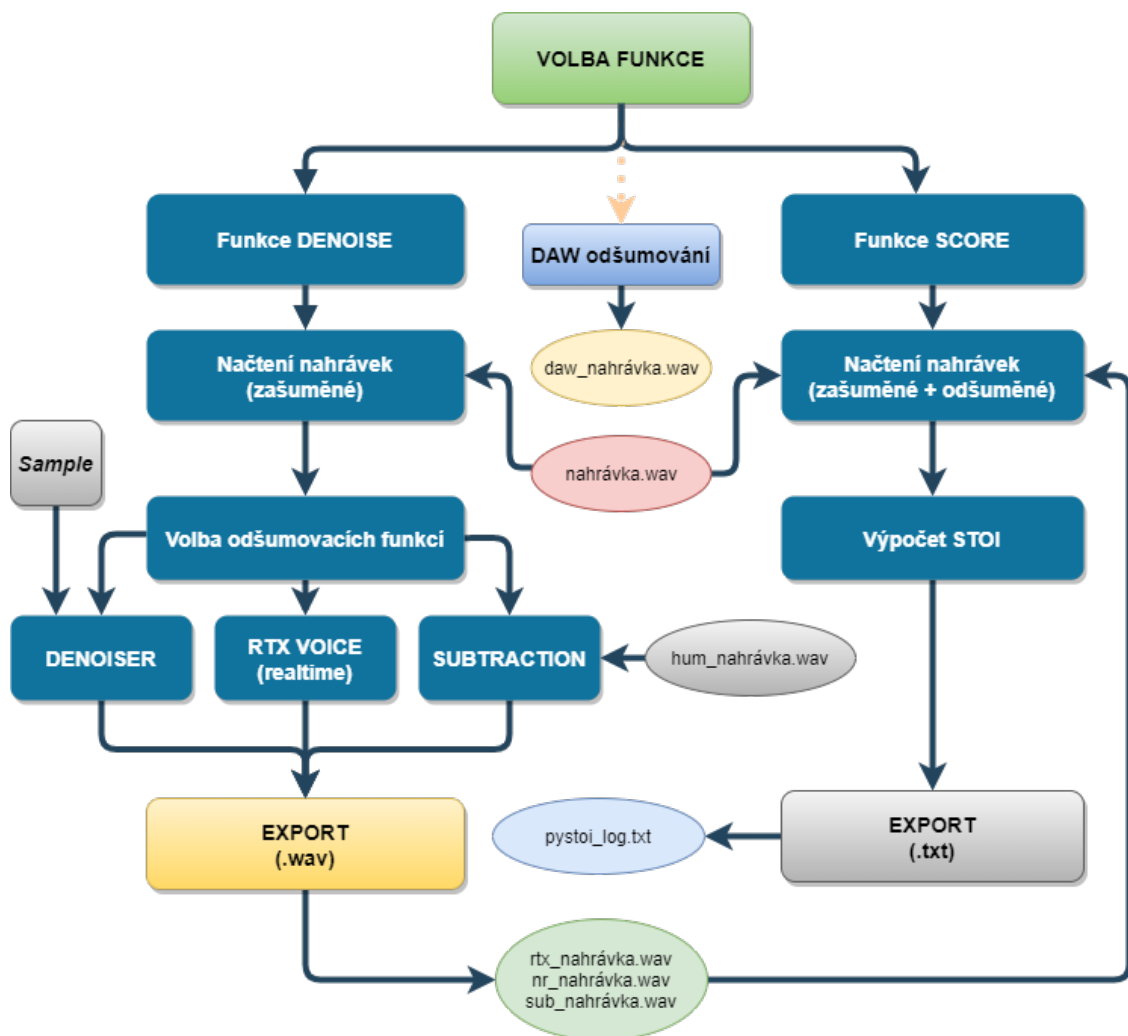 VOLBA FUNKCE
Funkce DENOISE
DAW odšumování
Funkce SCORE
Načtení nahrávek
(zašuměné)
daw_nahrávka.wav
Načtení nahrávek
(zašuměné + odšuměné)
Sample
nahrávka.wav
Volba odšumovacích funkcí
Výpočet STOI
DENOISER
RTX VOICE
(realtime)
SUBTRACTION
hum_nahrávka.wav
EXPORT
(.wav)
pystoi_log.txt
EXPORT
(.txt)
rtx_nahrávka.wav
nr_nahrávka.wav
sub_nahrávka.wav